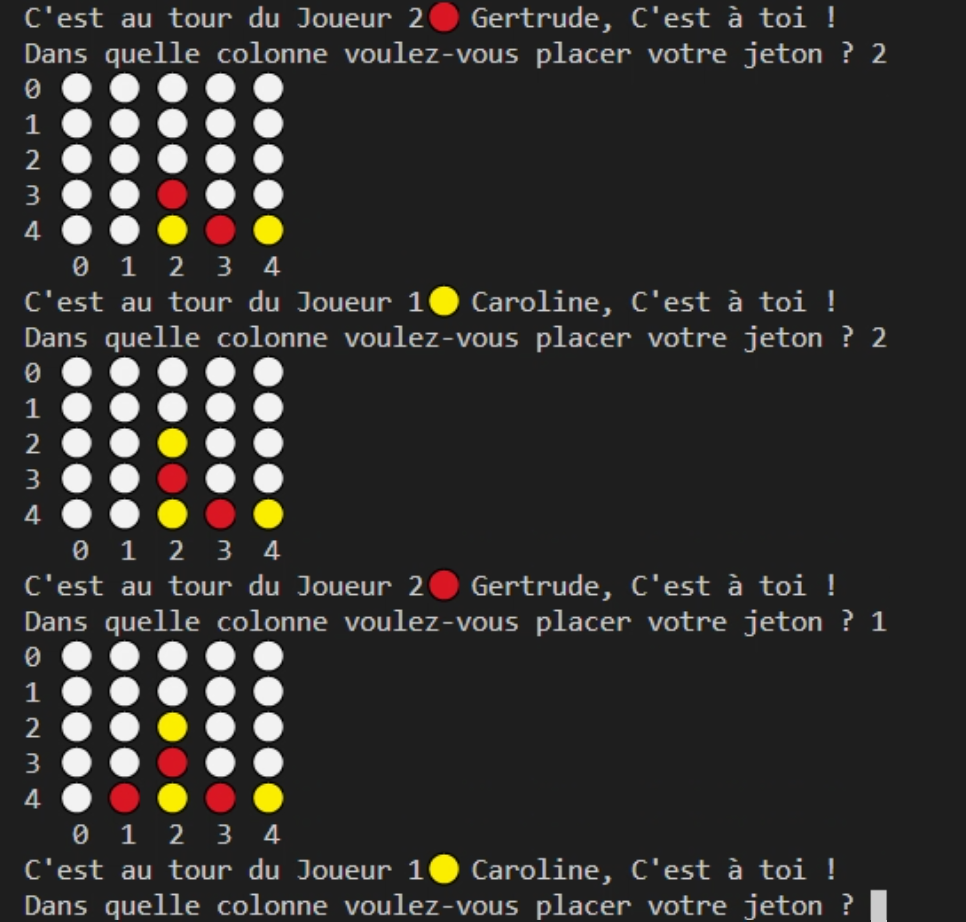 C'est au tour du Joueur 2🔴 Gertrude, C'est à toi !
Dans quelle colonne voulez-vous placer votre jeton ? 2
0 ⚪ ⚪ ⚪ ⚪ ⚪
1 ⚪ ⚪ ⚪ ⚪ ⚪
2 ⚪ ⚪ ⚪ ⚪ ⚪
3 ⚪ ⚪ 🔴 ⚪ ⚪
4 ⚪ ⚪ 🟡 🔴 🟡
0 1 2 3 4
C'est au tour du Joueur 1🟡 Caroline, C'est à toi !
Dans quelle colonne voulez-vous placer votre jeton ? 2
0 ⚪ ⚪ ⚪ ⚪ ⚪
1 ⚪ ⚪ ⚪ ⚪ ⚪
2 ⚪ ⚪ 🟡 ⚪ ⚪
3 ⚪ ⚪ 🔴 ⚪ ⚪
4 ⚪ ⚪ 🟡 🔴 🟡
0 1 2 3 4
C'est au tour du Joueur 2🔴 Gertrude, C'est à toi !
Dans quelle colonne voulez-vous placer votre jeton ? 1
0 ⚪ ⚪ ⚪ ⚪ ⚪
1 ⚪ ⚪ ⚪ ⚪ ⚪
2 ⚪ ⚪ 🟡 ⚪ ⚪
3 ⚪ ⚪ 🔴 ⚪ ⚪
4 ⚪ 🔴 🟡 🔴 🟡
0 1 2 3 4
C'est au tour du Joueur 1🟡 Caroline, C'est à toi !
Dans quelle colonne voulez-vous placer votre jeton ?